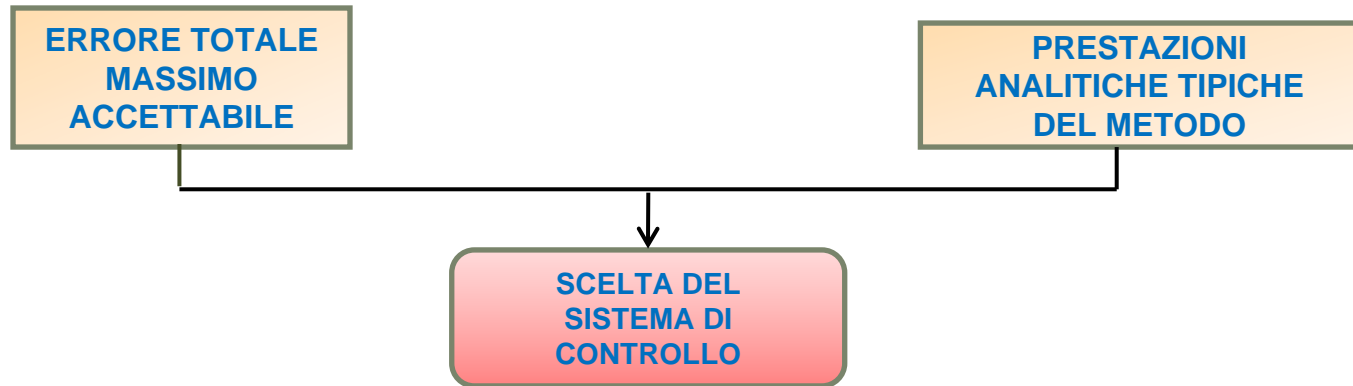 ERRORE TOTALE
MASSIMO
ACCETTABILE
PRESTAZIONI
ANALITICHE TIPICHE
DEL METODO
SCELTA DEL
SISTEMA DI
CONTROLLO